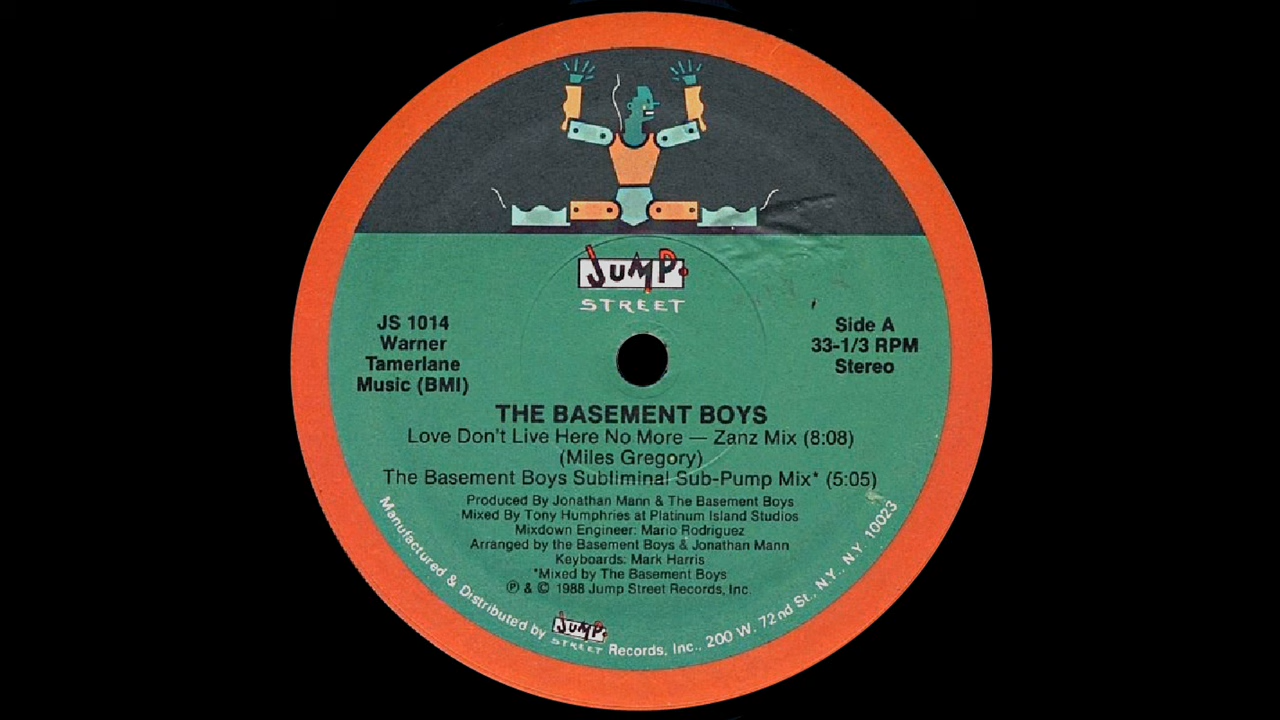 JUMP
STREET
JS 1014
Warner
Tamerlane
Music (BMI)
Side A
33-1/3 RPM
Stereo
THE BASEMENT BOYS
Love Don't Live Here No More — Zanz Mix (8:08)
(Miles Gregory)
The Basement Boys Subliminal Sub-Pump Mix* (5:05)
Produced By Jonathan Mann & The Basement Boys
Mixed By Tony Humphries at Platinum Island Studios
Mixdown Engineer: Mario Rodriguez
Arranged by the Basement Boys & Jonathan Mann
Keyboards: Mark Harris
*Mixed by The Basement Boys
℗ & © 1988 Jump Street Records, Inc.
Manufactured & Distributed by JUMP STREET Records, Inc., 200 W. 72nd St., N.Y., N.Y. 10023